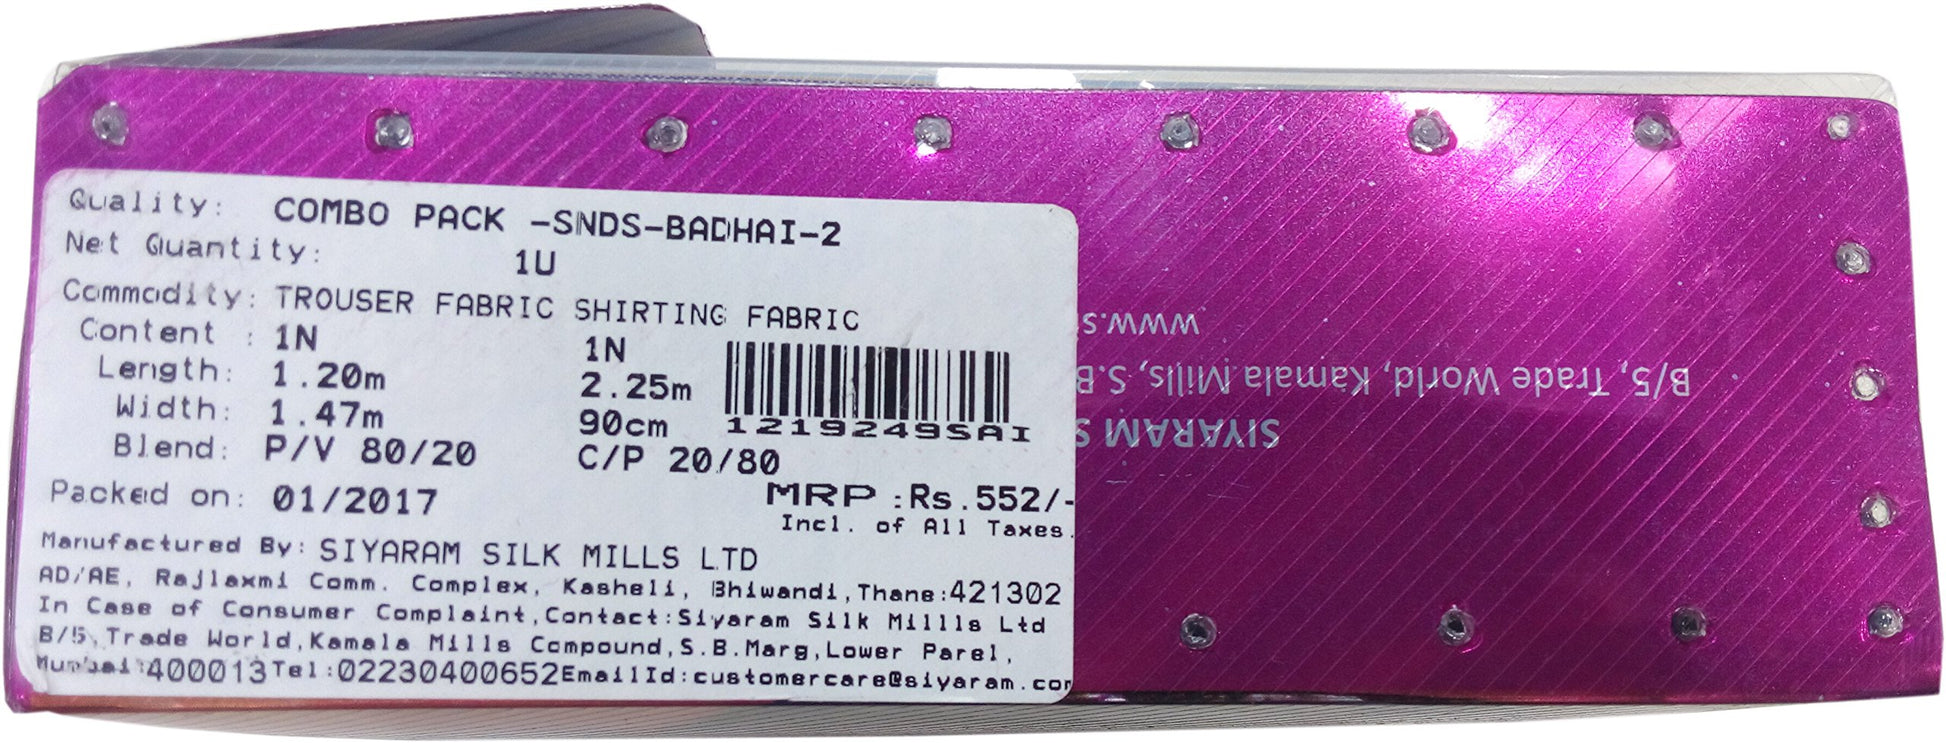 Quality: COMBO PACK -SNDS-BADHAI-2
Net Quantity: 1U
Commodity: TROUSER FABRIC SHIRTING FABRIC
Content : 1N 1N
Length: 1.20m 2.25m
Width: 1.47m 90cm
1219249SAI
Blend: P/V 80/20 C/P 20/80
Packed on: 01/2017 MRP :Rs.552/-
Incl. of All Taxes.
Manufactured By: SIYARAM SILK MILLS LTD
AD/AE, Rajlaxmi Comm. Complex, Kasheli, Bhiwandi,Thane:421302
In Case of Consumer Complaint,Contact:Siyaram Silk Millls Ltd
B/5,Trade World,Kamala Mills Compound,S.B.Marg,Lower Parel,
Mumbai:400013Tel:02230400652EmailId:customercare@siyaram.com
SIYARAM S
B/5, Trade World, Kamala Mills, S.B
www.s